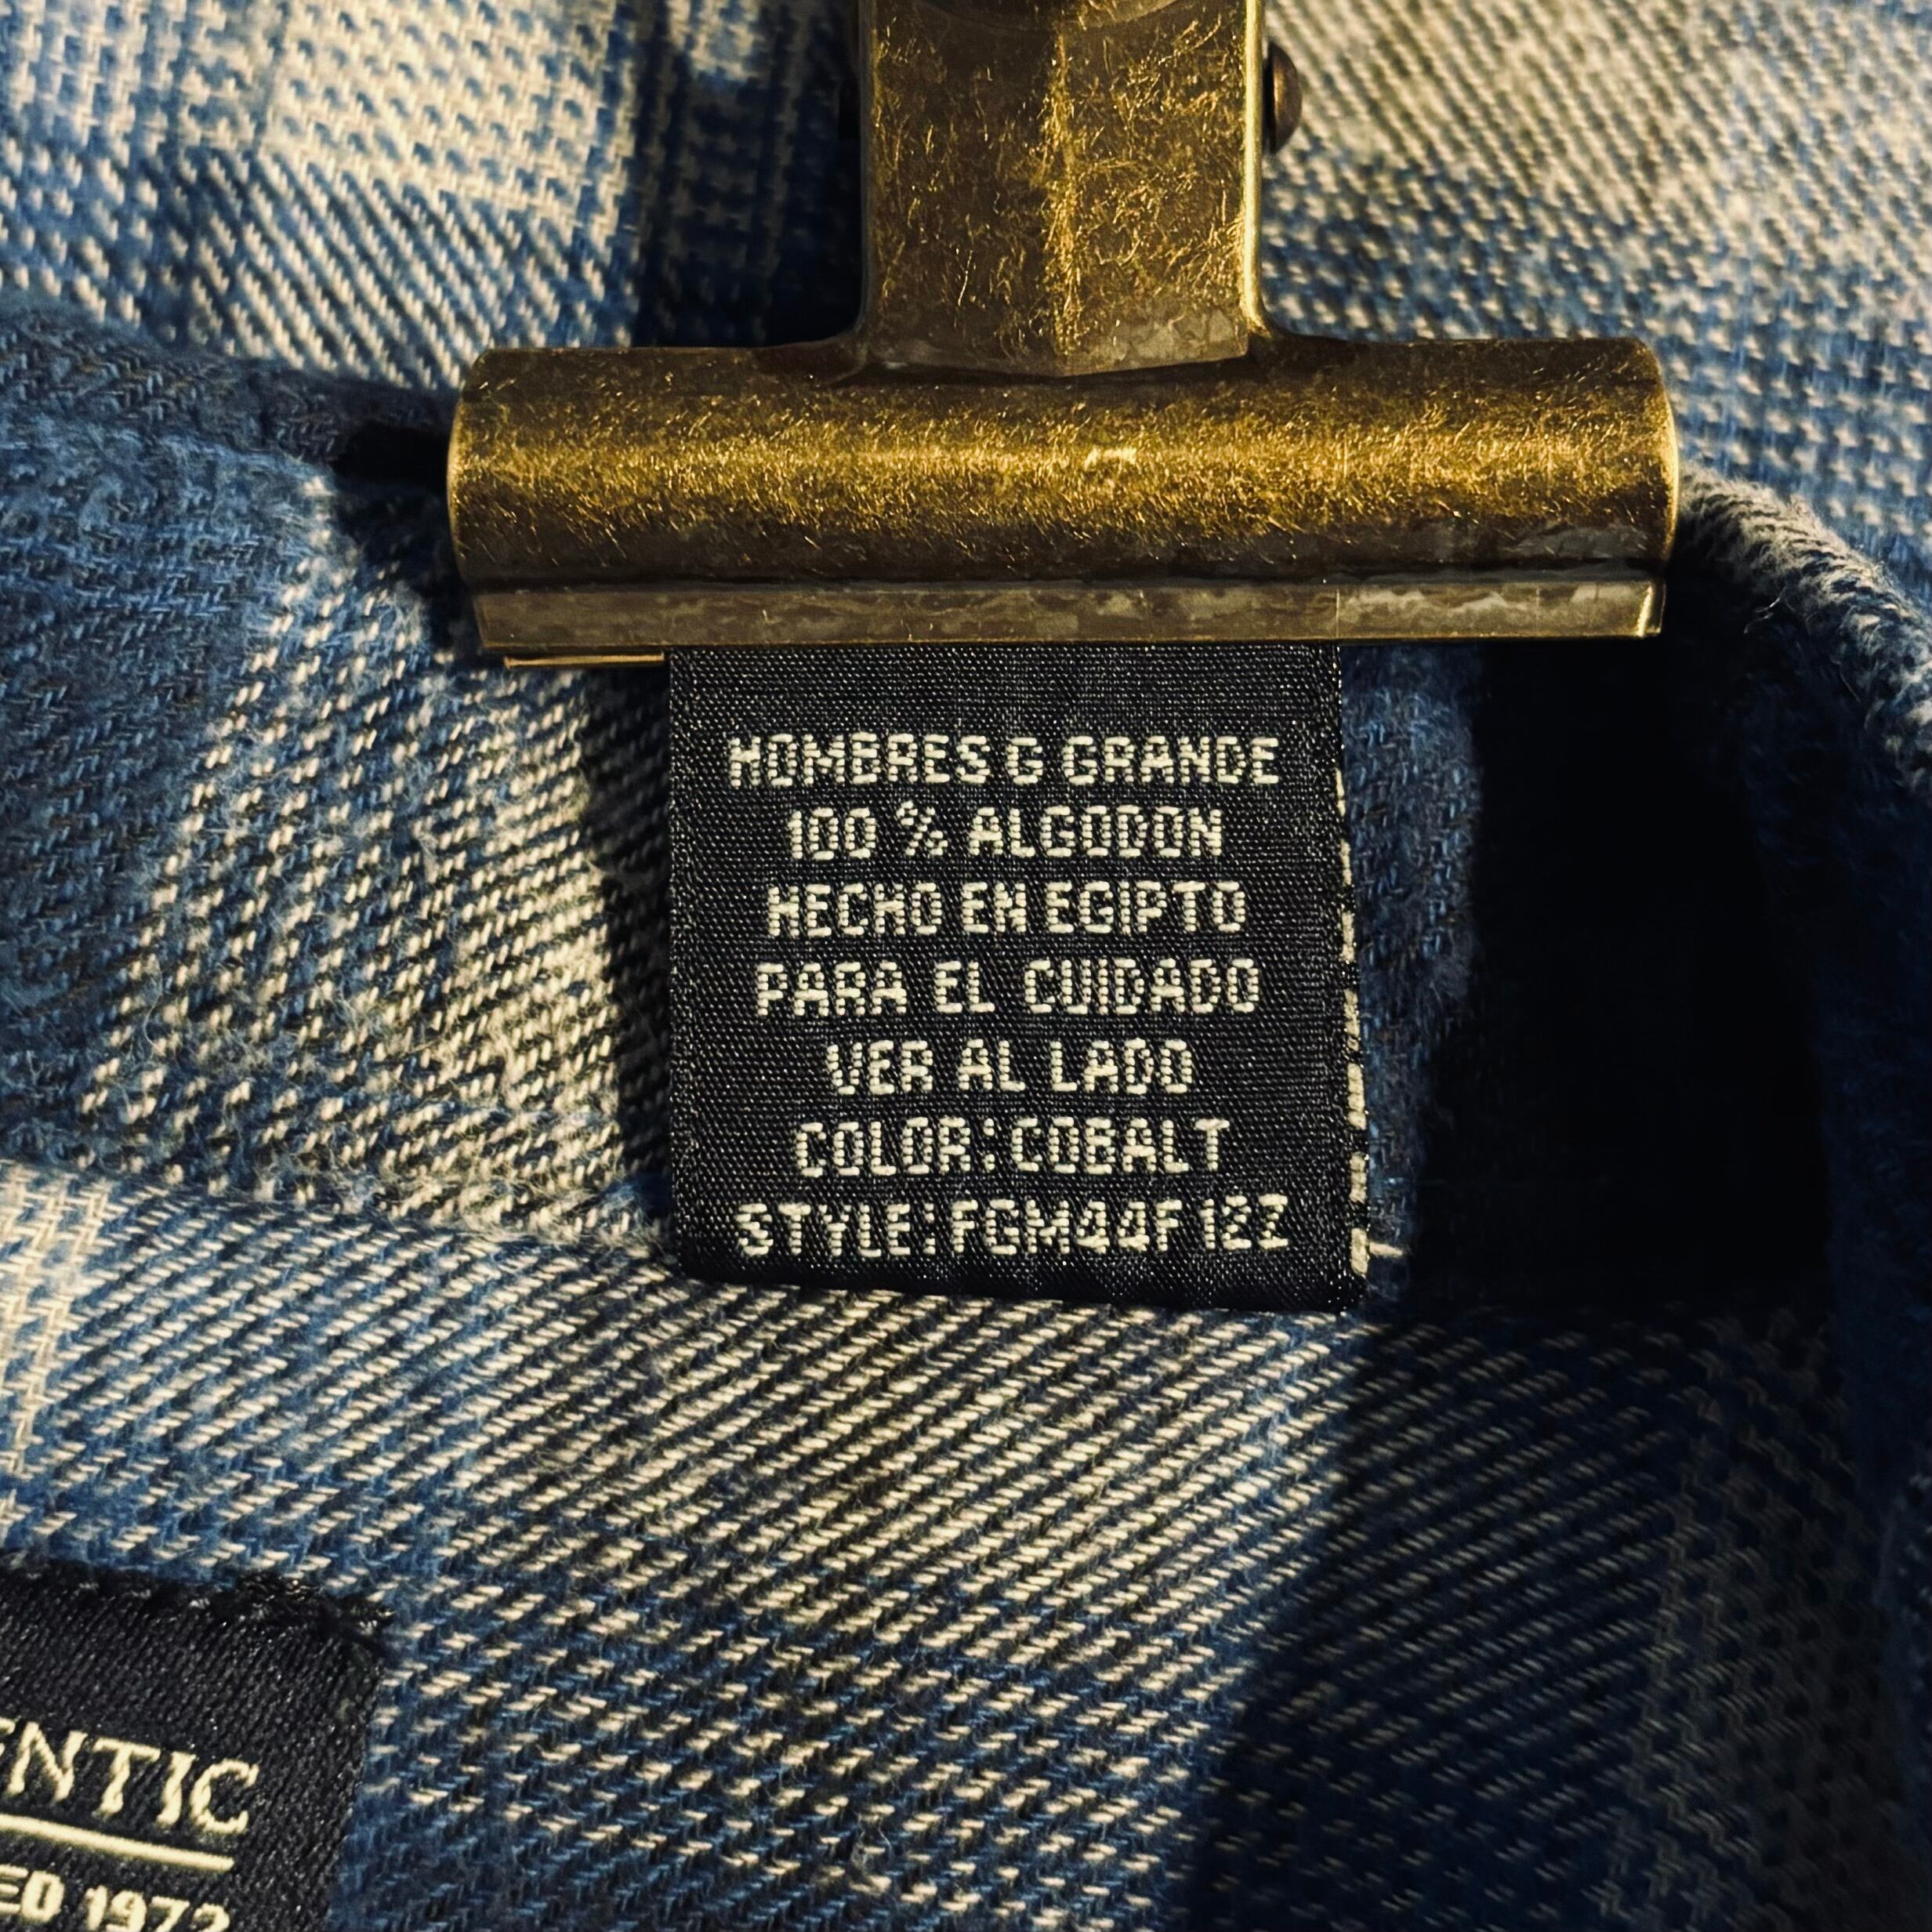 HOMBRES G GRANDE
100 % ALGODON
HECHO EN EGIPTO
PARA EL CUIDADO
VER AL LADO
COLOR: COBALT
STYLE: FGM44F12Z
ENTIC
ED 1972